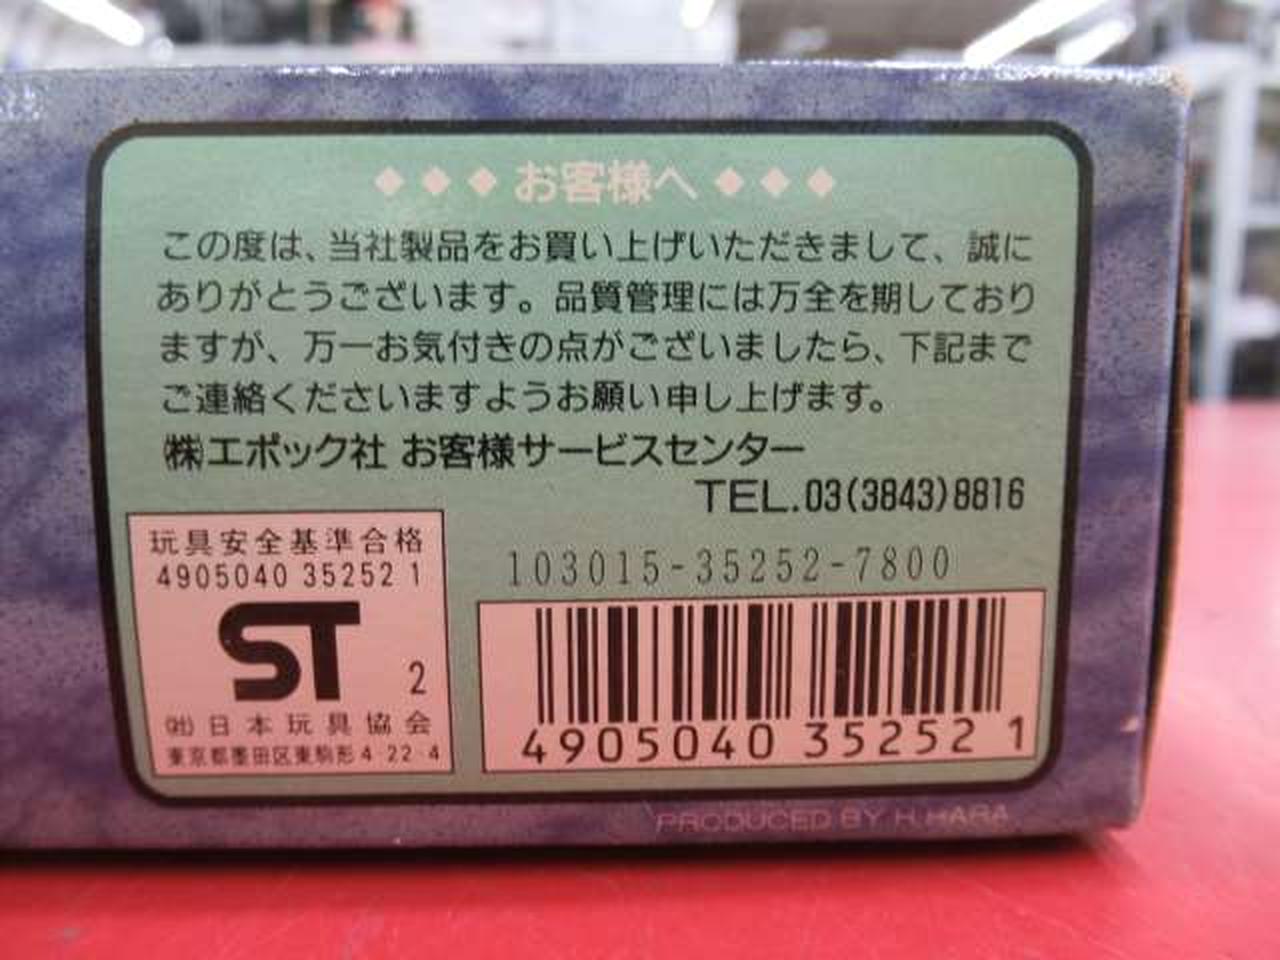 ◆◆◆お客様へ◆◆◆
この度は、当社製品をお買い上げいただきまして、誠に
ありがとうございます。品質管理には万全を期しており
ますが、万一お気付きの点がございましたら、下記まで
ご連絡くださいますようお願い申し上げます。
㈱エポック社 お客様サービスセンター
TEL.03(3843)8816
玩具安全基準合格
4905040 35252 1
ST 2
㈳日本玩具協会
東京都墨田区東駒形4-22-4
103015-35252-7800
4905040 35252 1
PRODUCED BY H.HARA